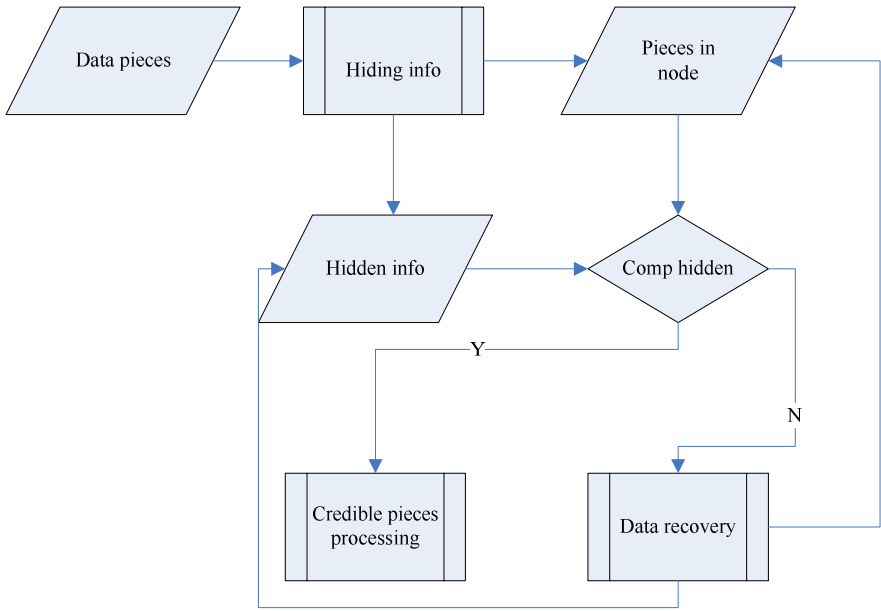 Data pieces
Hiding info
Pieces in
node
Hidden info
Comp hidden
Y
N
Credible pieces
processing
Data recovery